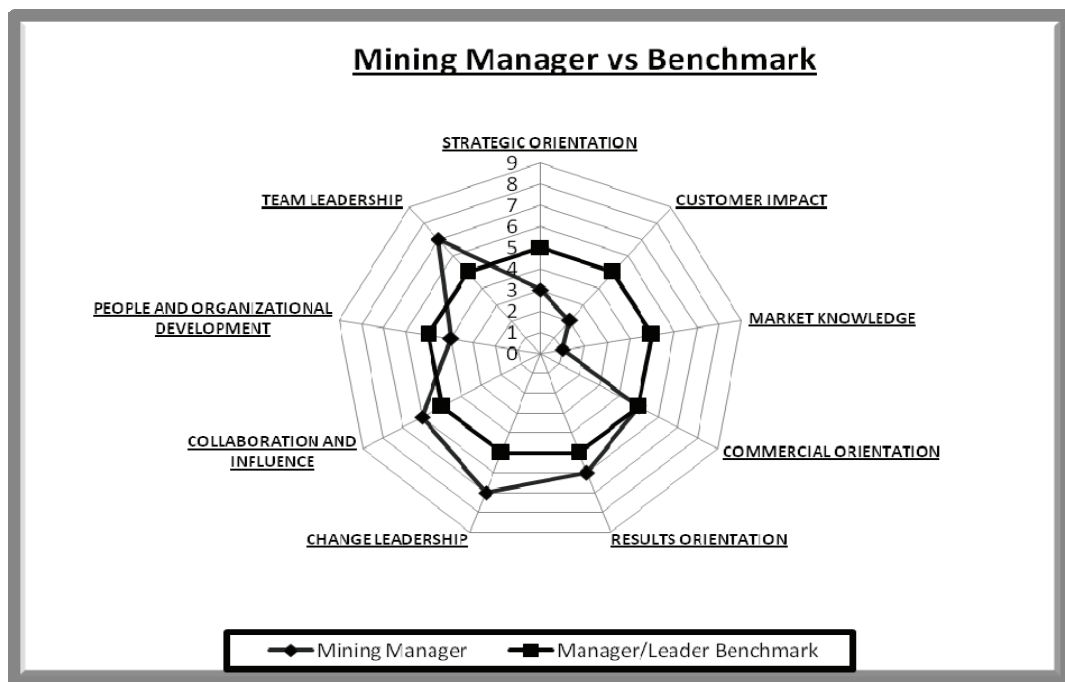 Mining Manager vs Benchmark
STRATEGIC ORIENTATION
9
8
7
6
5
4
3
2
1
0
CUSTOMER IMPACT
MARKET KNOWLEDGE
COMMERCIAL ORIENTATION
RESULTS ORIENTATION
CHANGE LEADERSHIP
COLLABORATION AND
INFLUENCE
PEOPLE AND ORGANIZATIONAL
DEVELOPMENT
TEAM LEADERSHIP
Mining Manager
Manager/Leader Benchmark